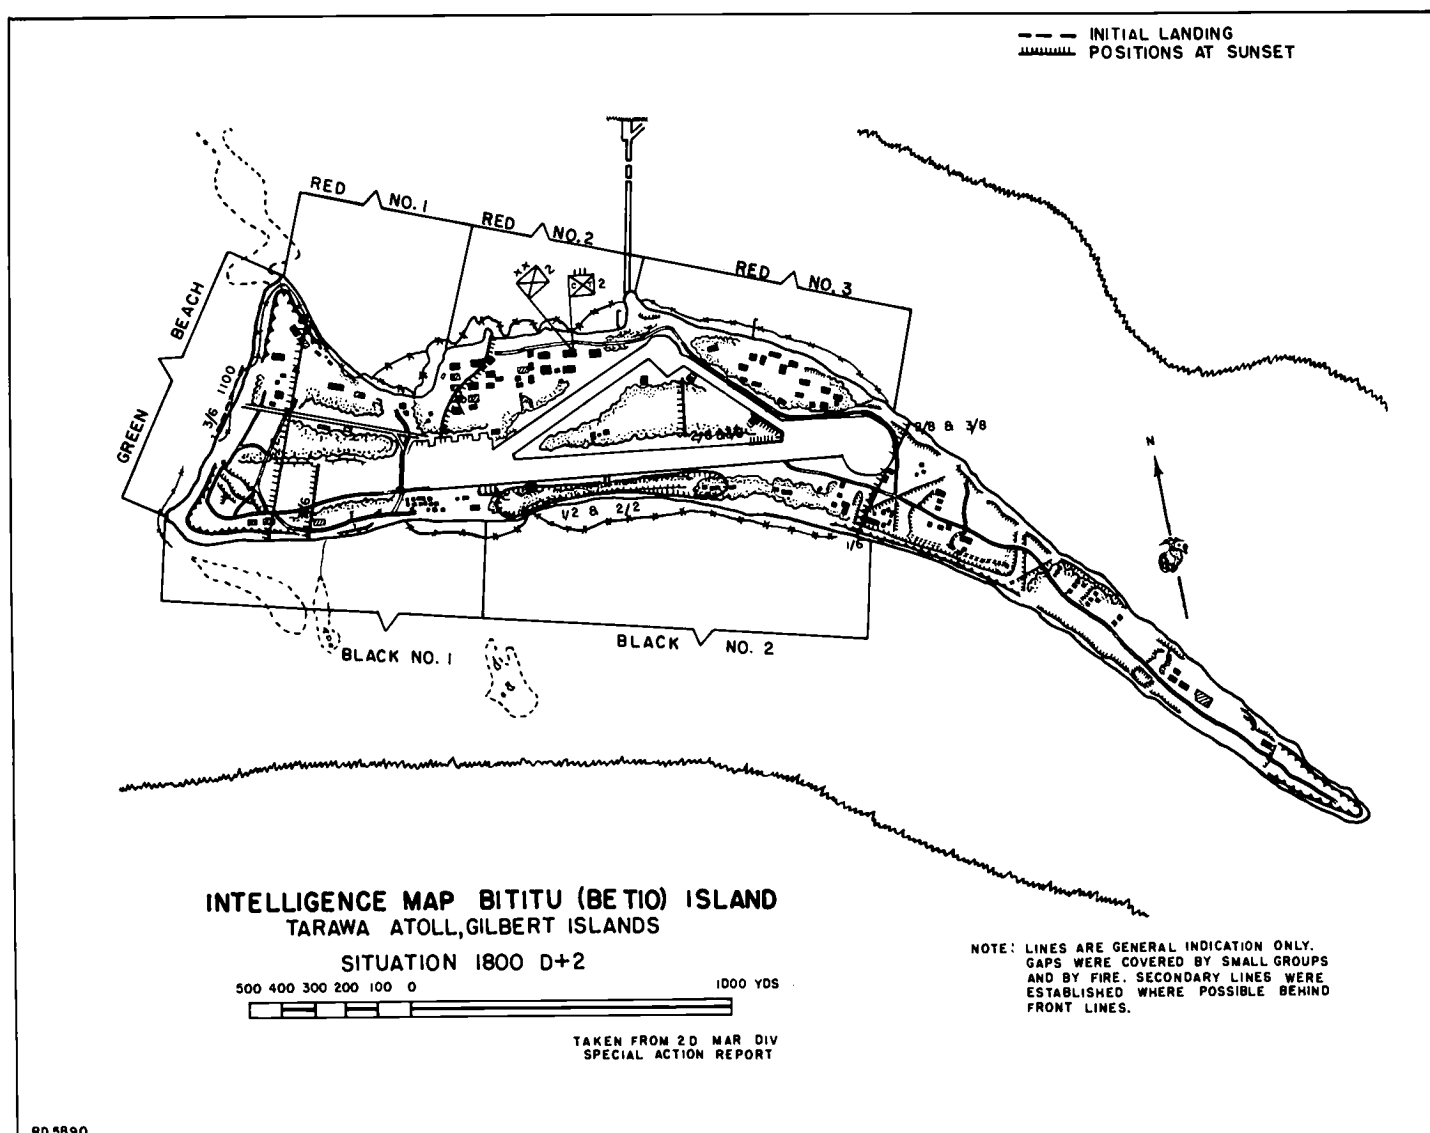 INITIAL LANDING
POSITIONS AT SUNSET
RED NO. 1
RED NO. 2
RED NO. 3
XX
2
C T 2
GREEN BEACH
3/6 1100
2/8 & 3/8
N
1/2 & 2/2
1/6
BLACK NO. 1
BLACK NO. 2
INTELLIGENCE MAP BITITU (BETIO) ISLAND
TARAWA ATOLL, GILBERT ISLANDS
SITUATION 1800 D+2
500 400 300 200 100 0 1000 YDS
TAKEN FROM 2D MAR DIV
SPECIAL ACTION REPORT
NOTE: LINES ARE GENERAL INDICATION ONLY.
GAPS WERE COVERED BY SMALL GROUPS
AND BY FIRE. SECONDARY LINES WERE
ESTABLISHED WHERE POSSIBLE BEHIND
FRONT LINES.
RD 5890